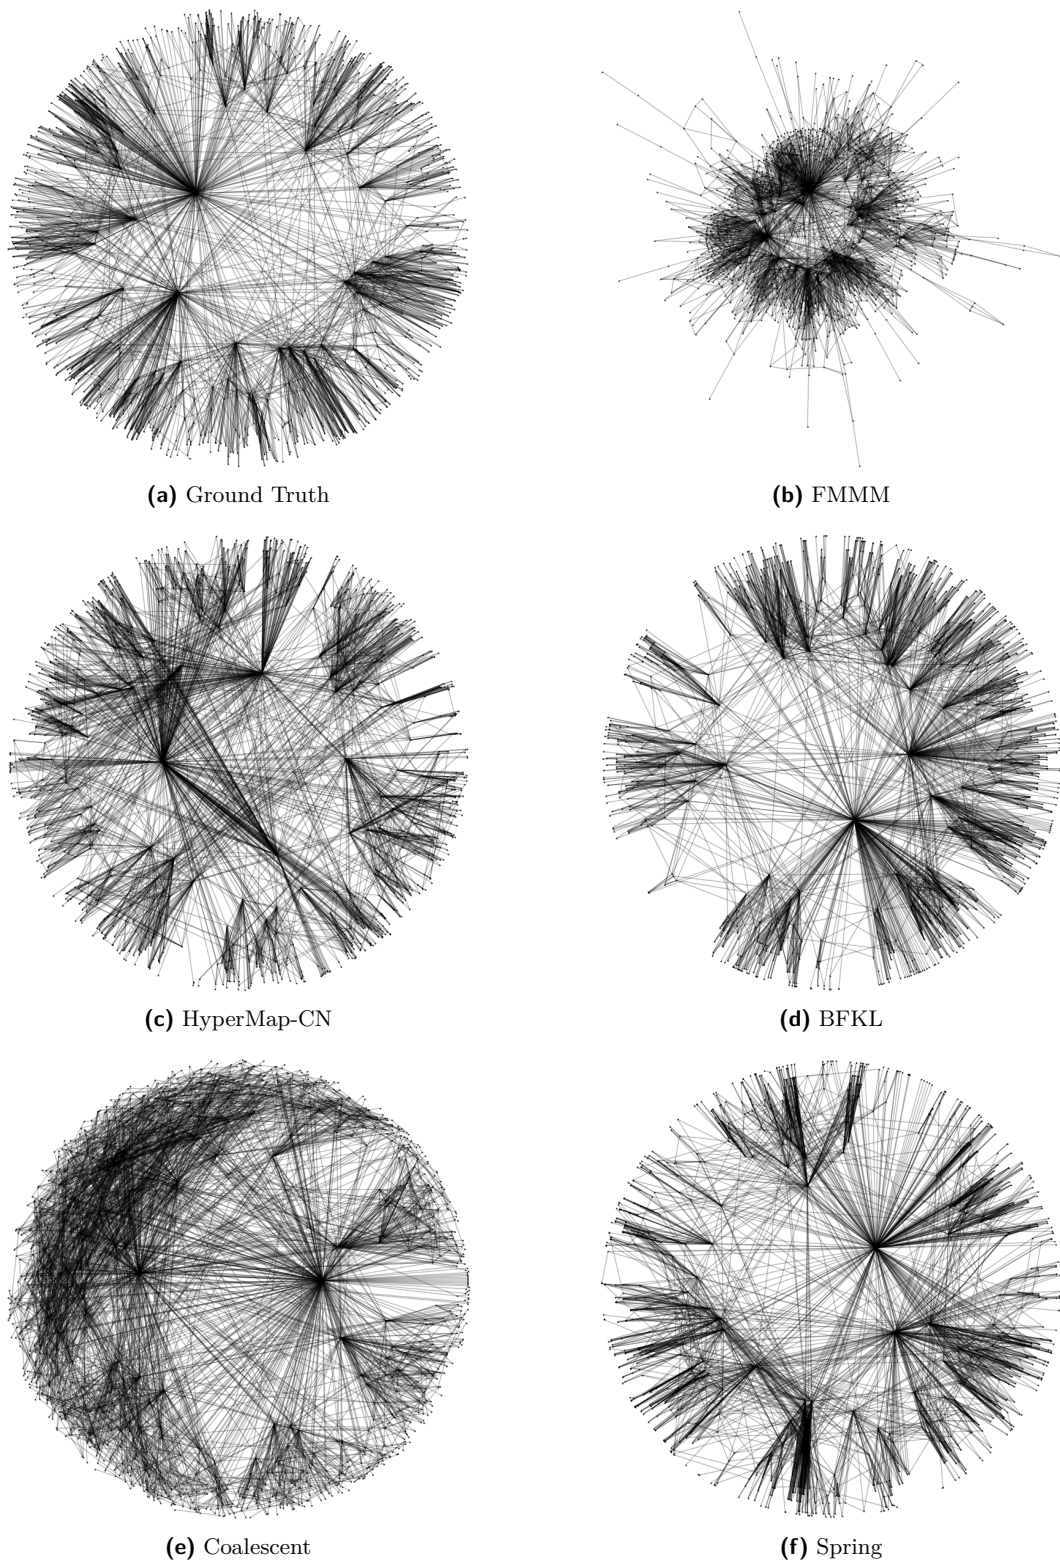 (a) Ground Truth
(b) FMMM
(c) HyperMap-CN
(d) BFKL
(e) Coalescent
(f) Spring